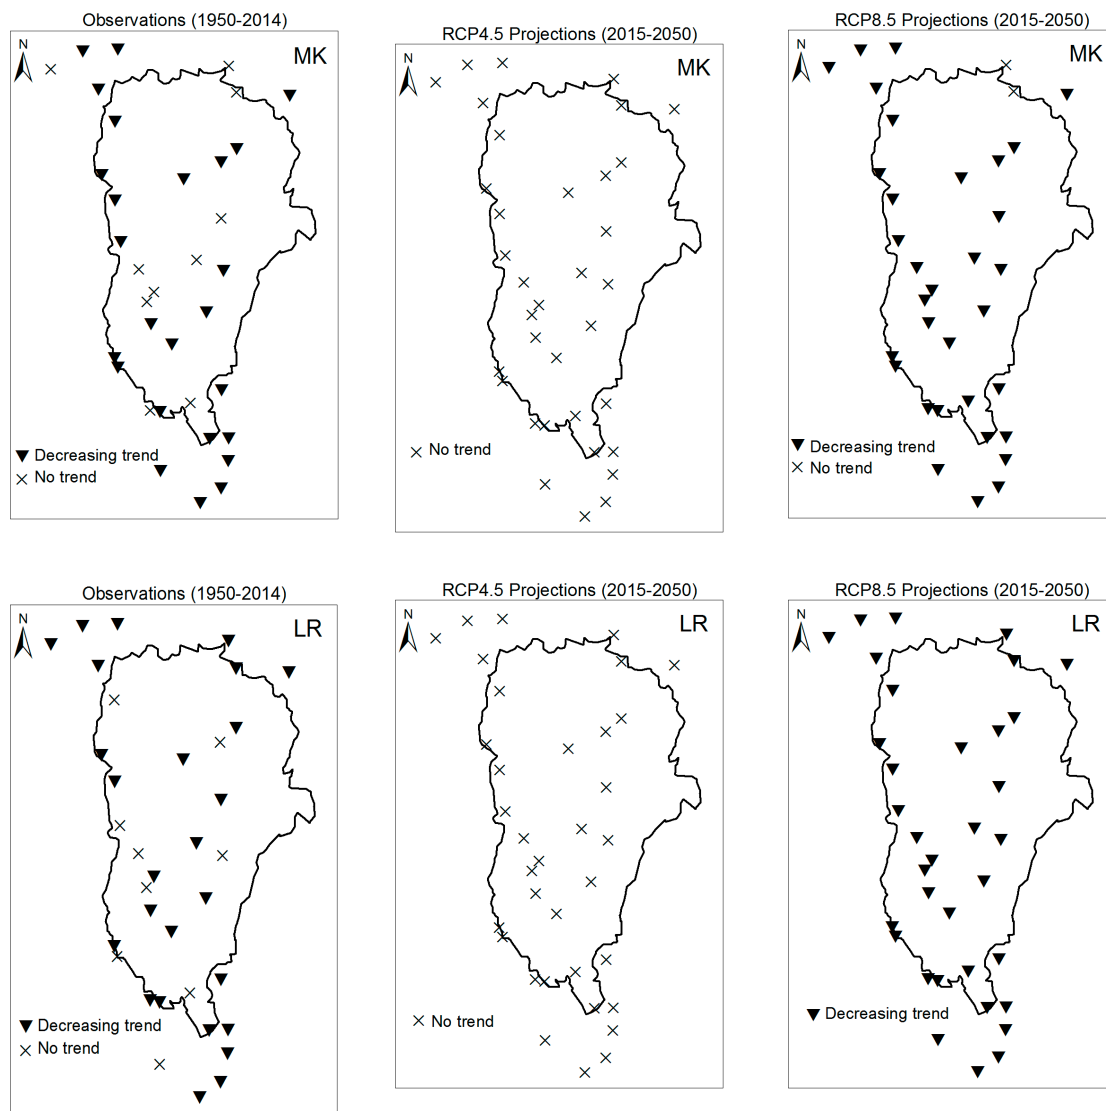 Observations (1950-2014)
N
MK
Decreasing trend
No trend
RCP4.5 Projections (2015-2050)
N
MK
No trend
RCP8.5 Projections (2015-2050)
N
MK
Decreasing trend
No trend
Observations (1950-2014)
N
LR
Decreasing trend
No trend
RCP4.5 Projections (2015-2050)
N
LR
No trend
RCP8.5 Projections (2015-2050)
N
LR
Decreasing trend